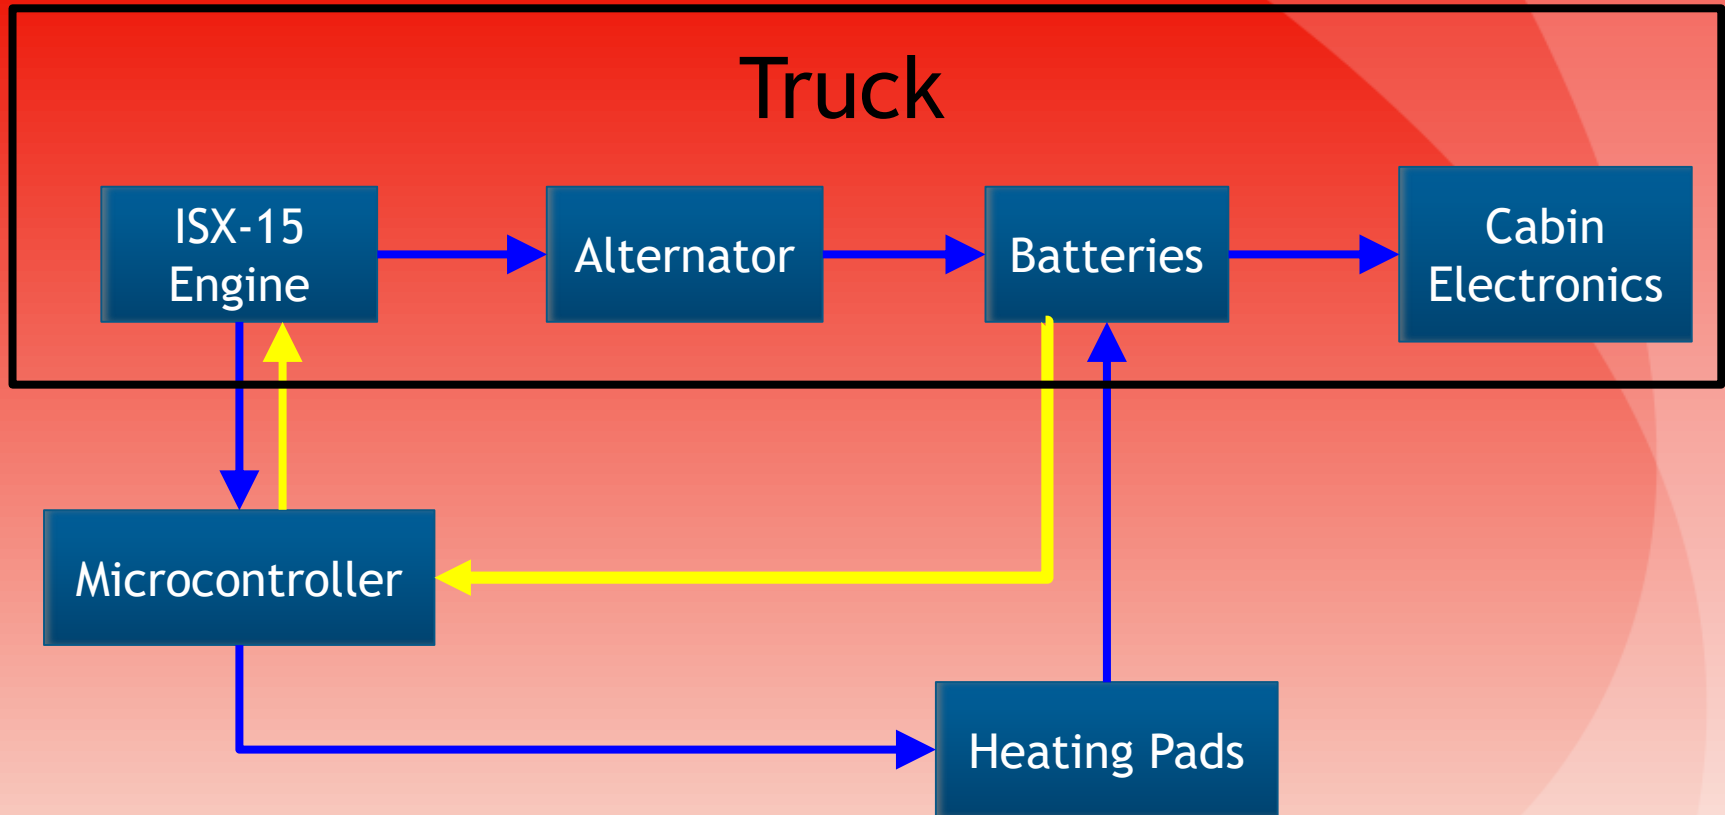 Truck
ISX-15
Engine
Alternator
Batteries
Cabin
Electronics
Microcontroller
Heating Pads